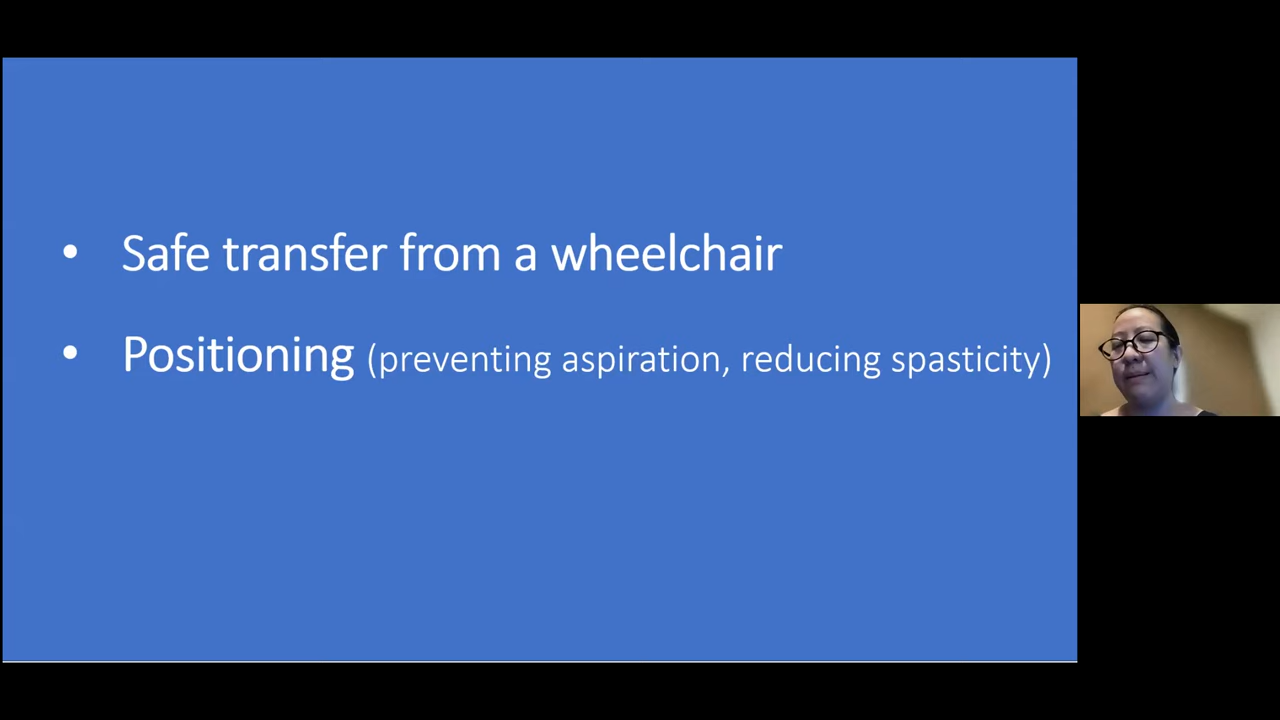 • Safe transfer from a wheelchair
• Positioning (preventing aspiration, reducing spasticity)